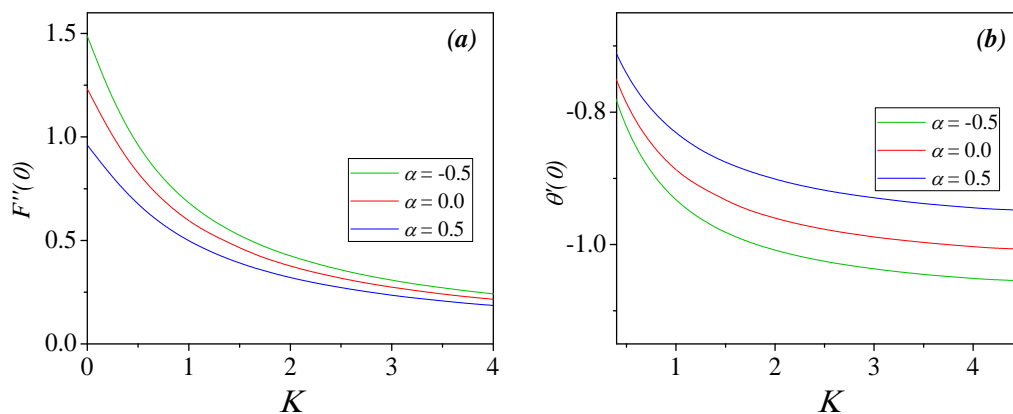 (a)
1.5
1.0
0.5
0.0
F''(0)
α = -0.5
α = 0.0
α = 0.5
0 1 2 3 4
K
(b)
-0.8
-1.0
θ'(0)
α = -0.5
α = 0.0
α = 0.5
1 2 3 4
K